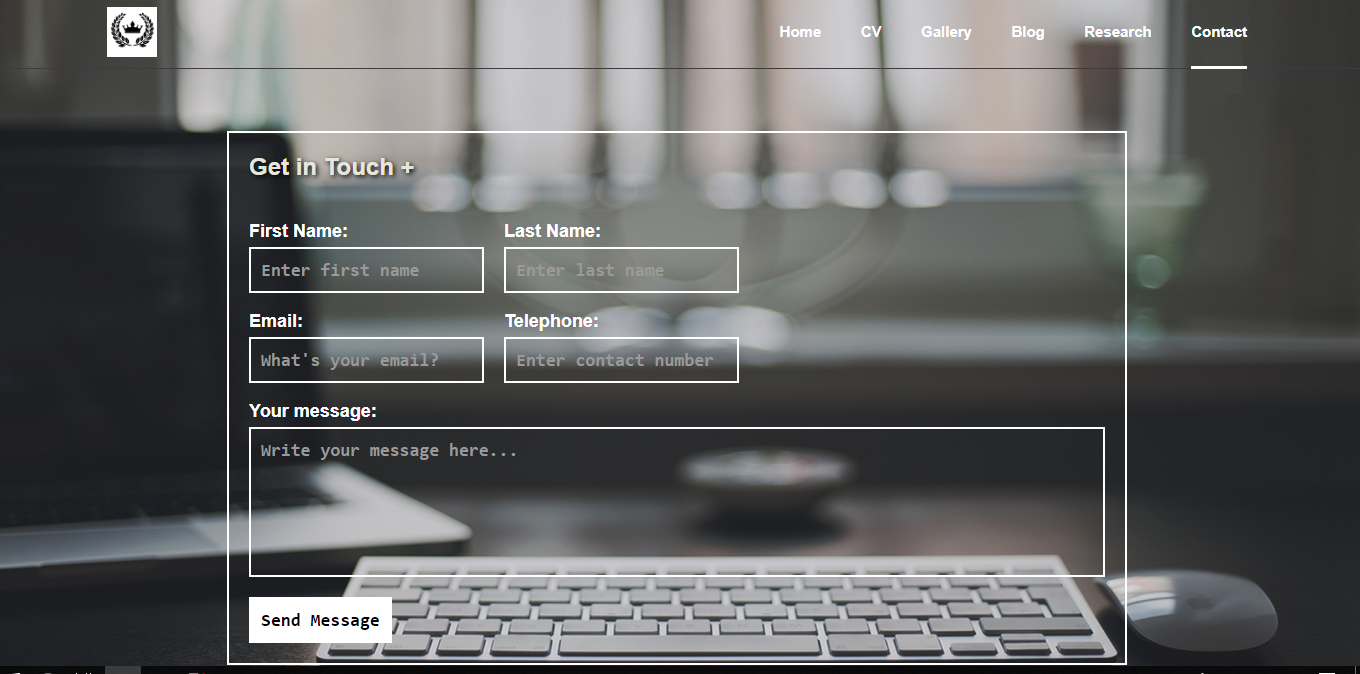 Home CV Gallery Blog Research Contact
Get in Touch +
First Name: Last Name:
Enter first name Enter last name
Email: Telephone:
What's your email? Enter contact number
Your message:
Write your message here...
Send Message